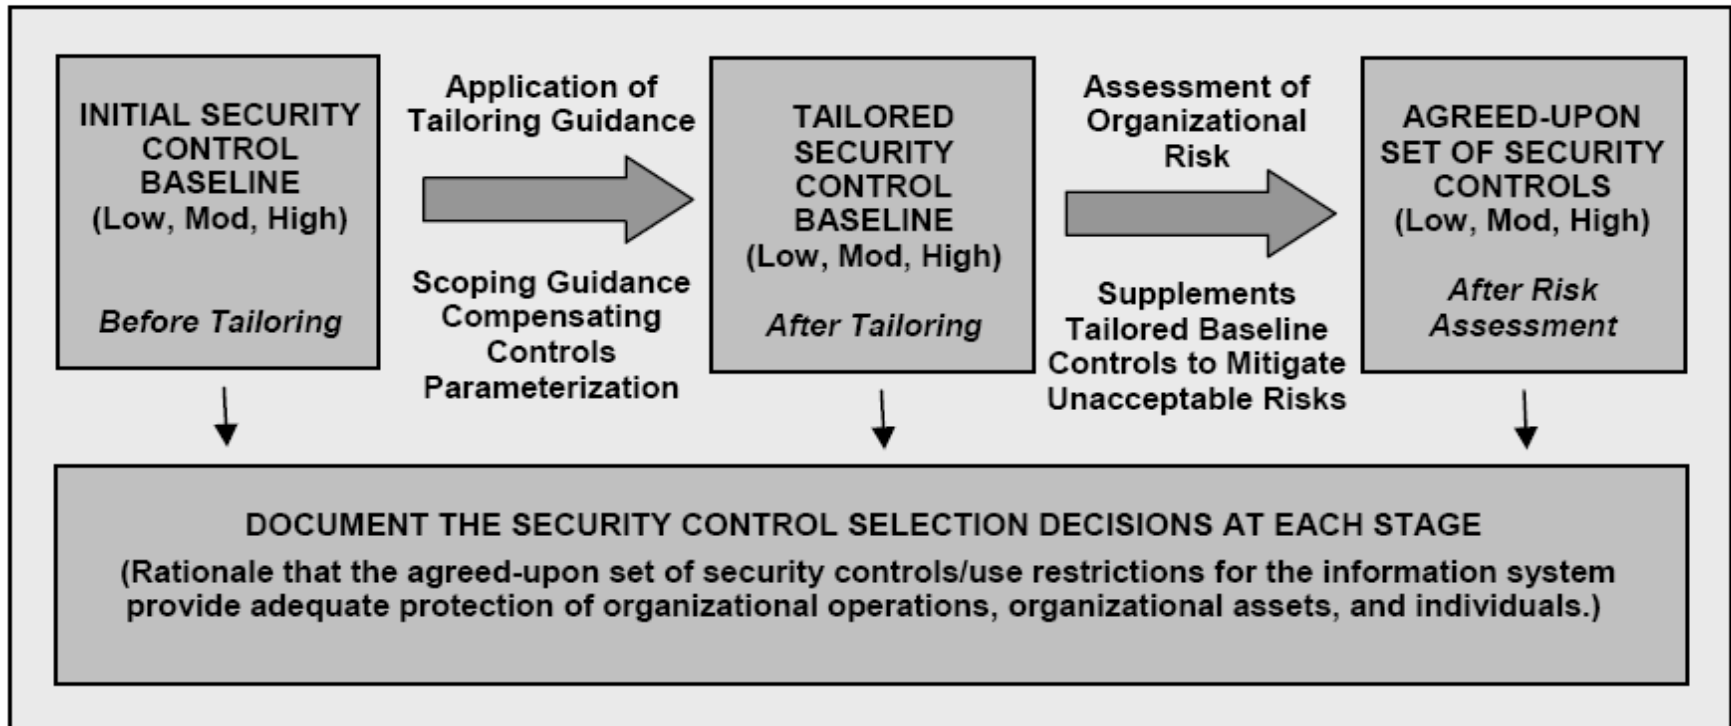 INITIAL SECURITY
CONTROL
BASELINE
(Low, Mod, High)
Before Tailoring
Application of
Tailoring Guidance
Scoping Guidance
Compensating
Controls
Parameterization
TAILORED
SECURITY
CONTROL
BASELINE
(Low, Mod, High)
After Tailoring
Assessment of
Organizational
Risk
Supplements
Tailored Baseline
Controls to Mitigate
Unacceptable Risks
AGREED-UPON
SET OF SECURITY
CONTROLS
(Low, Mod, High)
After Risk
Assessment
DOCUMENT THE SECURITY CONTROL SELECTION DECISIONS AT EACH STAGE
(Rationale that the agreed-upon set of security controls/use restrictions for the information system
provide adequate protection of organizational operations, organizational assets, and individuals.)